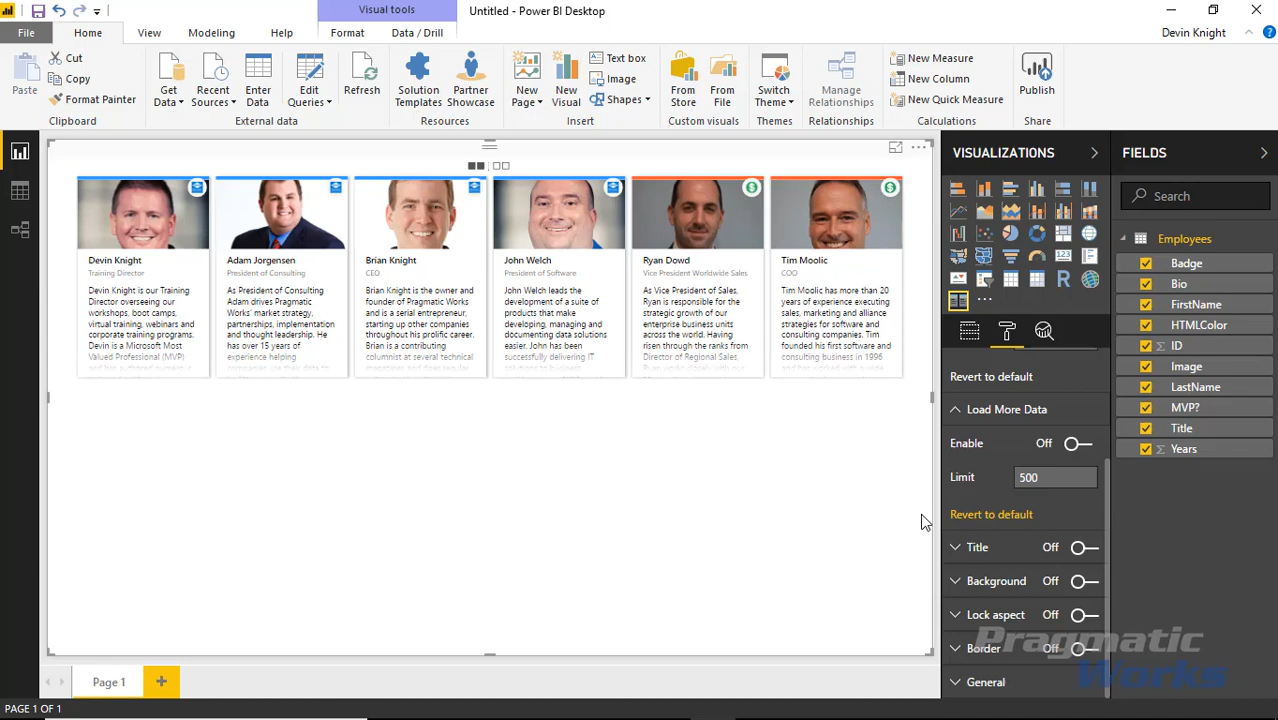 Visual tools
Untitled - Power BI Desktop
File
Home
View
Modeling
Help
Format
Data / Drill
Devin Knight
Paste
Cut
Copy
Format Painter
Clipboard
Get Data
Recent Sources
Enter Data
Edit Queries
Refresh
External data
Solution Templates
Partner Showcase
Resources
New Page
New Visual
Text box
Image
Shapes
Insert
From Store
From File
Custom visuals
Switch Theme
Themes
Manage Relationships
Relationships
New Measure
New Column
New Quick Measure
Calculations
Publish
Share
Devin Knight
Training Director
Devin Knight is our Training
Director overseeing our
workshops, boot camps,
virtual training, webinars and
corporate training programs.
Devin is a Microsoft Most
Valued Professional (MVP)
Adam Jorgensen
President of Consulting
As President of Consulting
Adam drives Pragmatic
Works' market strategy,
partnerships, implementation
and thought leadership. He
has over 15 years of
experience helping
Brian Knight
CEO
Brian Knight is the owner and
founder of Pragmatic Works
and is a serial entrepreneur,
starting up other companies
throughout his prolific career.
Brian is a contributing
columnist at several technical
John Welch
President of Software
John Welch leads the
development of a suite of
products that make
developing, managing and
documenting data solutions
easier. John has been
successfully delivering IT
Ryan Dowd
Vice President Worldwide Sales
As Vice President of Sales,
Ryan is responsible for the
strategic growth of our
enterprise business units
across the world. Having
risen through the ranks from
Director of Regional Sales,
Tim Moolic
COO
Tim Moolic has more than 20
years of experience executing
sales, marketing and alliance
strategies for software and
consulting companies. Tim
founded his first software and
consulting business in 1996
VISUALIZATIONS
R
123
Revert to default
Load More Data
Enable
Off
Limit
500
Revert to default
Title
Off
Background
Off
Lock aspect
Off
Border
Off
General
FIELDS
Search
Employees
Badge
Bio
FirstName
HTMLColor
Σ ID
Image
LastName
MVP?
Title
Σ Years
Pragmatic
Works
Page 1
PAGE 1 OF 1